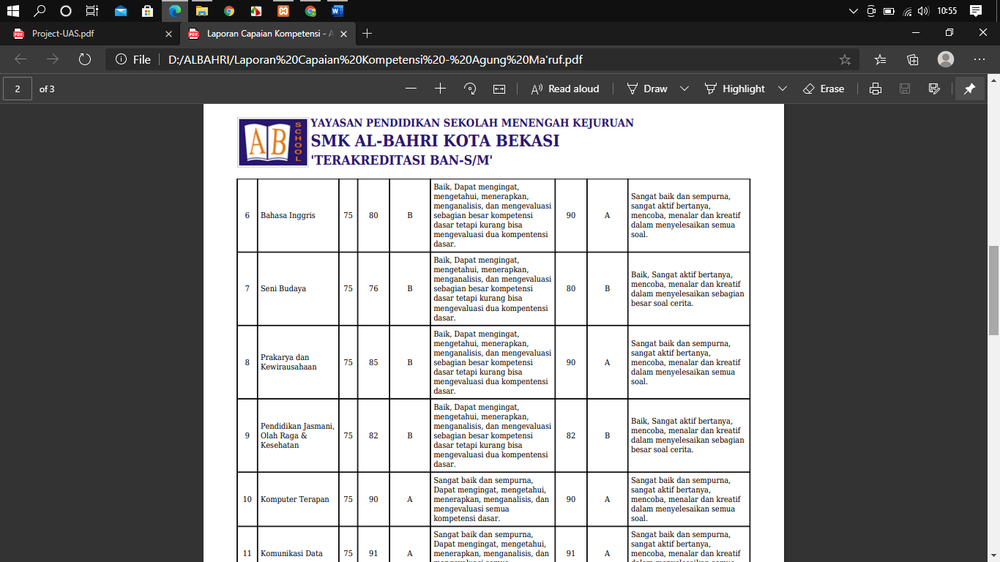 10:55
Project-UAS.pdf
Laporan Capaian Kompetensi - A
File
D:/ALBAHRI/Laporan%20Capaian%20Kompetensi%20-%20Agung%20Ma'ruf.pdf
2 of 3
Read aloud
Draw
Highlight
Erase
AB
SCHOOL
YAYASAN PENDIDIKAN SEKOLAH MENENGAH KEJURUAN
SMK AL-BAHRI KOTA BEKASI
'TERAKREDITASI BAN-S/M'
6 Bahasa Inggris 75 80 B
Baik, Dapat mengingat,
mengetahui, menerapkan,
menganalisis, dan mengevaluasi
sebagian besar kompetensi
dasar tetapi kurang bisa
mengevaluasi dua kompentensi
dasar.
90 A
Sangat baik dan sempurna,
sangat aktif bertanya,
mencoba, menalar dan kreatif
dalam menyelesaikan semua
soal.
7 Seni Budaya 75 76 B
Baik, Dapat mengingat,
mengetahui, menerapkan,
menganalisis, dan mengevaluasi
sebagian besar kompetensi
dasar tetapi kurang bisa
mengevaluasi dua kompentensi
dasar.
80 B
Baik, Sangat aktif bertanya,
mencoba, menalar dan kreatif
dalam menyelesaikan sebagian
besar soal cerita.
8 Prakarya dan
Kewirausahaan
75 85 B
Baik, Dapat mengingat,
mengetahui, menerapkan,
menganalisis, dan mengevaluasi
sebagian besar kompetensi
dasar tetapi kurang bisa
mengevaluasi dua kompentensi
dasar.
90 A
Sangat baik dan sempurna,
sangat aktif bertanya,
mencoba, menalar dan kreatif
dalam menyelesaikan semua
soal.
9 Pendidikan Jasmani,
Olah Raga &
Kesehatan
75 82 B
Baik, Dapat mengingat,
mengetahui, menerapkan,
menganalisis, dan mengevaluasi
sebagian besar kompetensi
dasar tetapi kurang bisa
mengevaluasi dua kompentensi
dasar.
82 B
Baik, Sangat aktif bertanya,
mencoba, menalar dan kreatif
dalam menyelesaikan sebagian
besar soal cerita.
10 Komputer Terapan 75 90 A
Sangat baik dan sempurna,
Dapat mengingat, mengetahui,
menerapkan, menganalisis, dan
mengevaluasi semua
kompetensi dasar.
90 A
Sangat baik dan sempurna,
sangat aktif bertanya,
mencoba, menalar dan kreatif
dalam menyelesaikan semua
soal.
11 Komunikasi Data 75 91 A
Sangat baik dan sempurna,
Dapat mengingat, mengetahui,
menerapkan, menganalisis, dan
91 A
Sangat baik dan sempurna,
sangat aktif bertanya,
mencoba, menalar dan kreatif